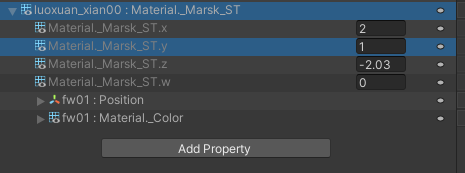 luoxuan_xian00 : Material._Marsk_ST
Material._Marsk_ST.x 2
Material._Marsk_ST.y 1
Material._Marsk_ST.z -2.03
Material._Marsk_ST.w 0
fw01 : Position
fw01 : Material._Color
Add Property